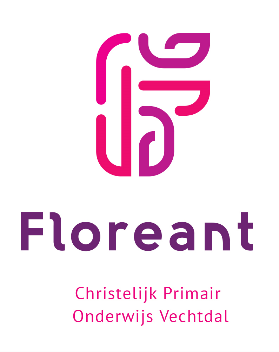 Floreant
Christelijk Primair
Onderwijs Vechtdal